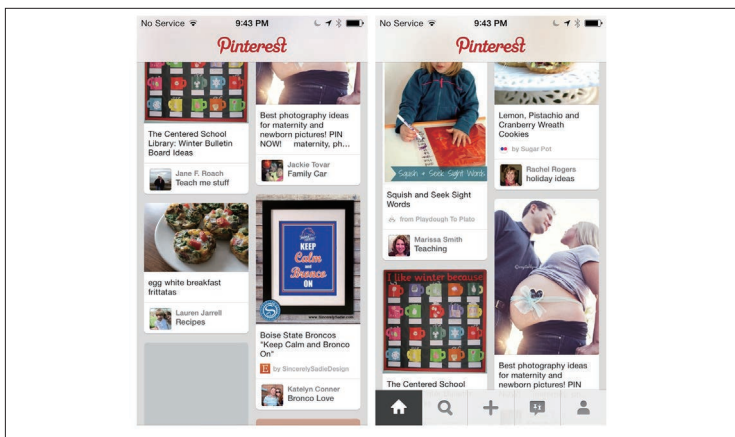 No Service 9:43 PM
Pinterest
The Centered School
Library: Winter Bulletin
Board Ideas
Jane F. Roach
Teach me stuff
egg white breakfast
frittatas
Lauren Jarrell
Recipes
Best photography ideas
for maternity and
newborn pictures! PIN
NOW! maternity, ph...
Jackie Tovar
Family Car
KEEP
Calm
and
Bronco
ON
www.SincerelySadie.com
Boise State Broncos
"Keep Calm and Bronco
On"
by SincerelySadieDesign
Katelyn Conner
Bronco Love
No Service 9:43 PM
Pinterest
Squish + Seek Sight Words
Squish and Seek Sight
Words
from Playdough To Plato
Marissa Smith
Teaching
I like winter because
The Centered School
Lemon, Pistachio and
Cranberry Wreath
Cookies
by Sugar Pot
Rachel Rogers
holiday ideas
Best photography ideas
for maternity and
newborn pictures! PIN